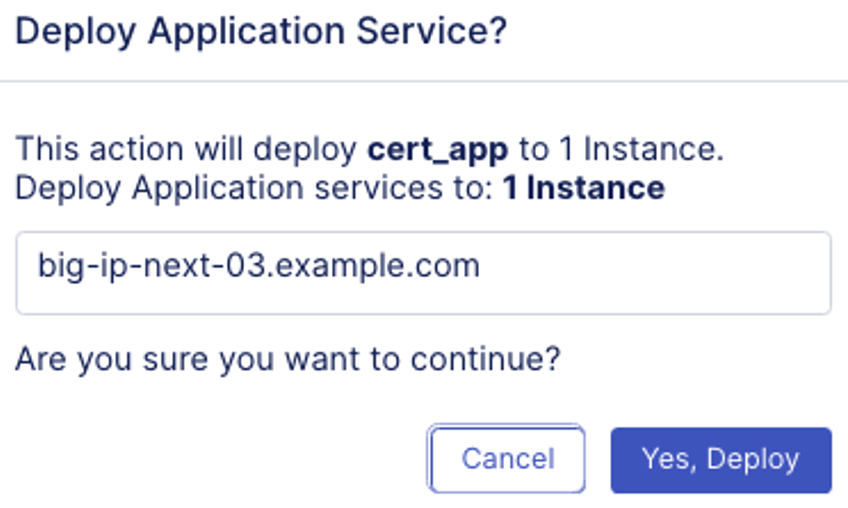 Deploy Application Service?
This action will deploy cert_app to 1 Instance.
Deploy Application services to: 1 Instance
big-ip-next-03.example.com
Are you sure you want to continue?
Cancel
Yes, Deploy